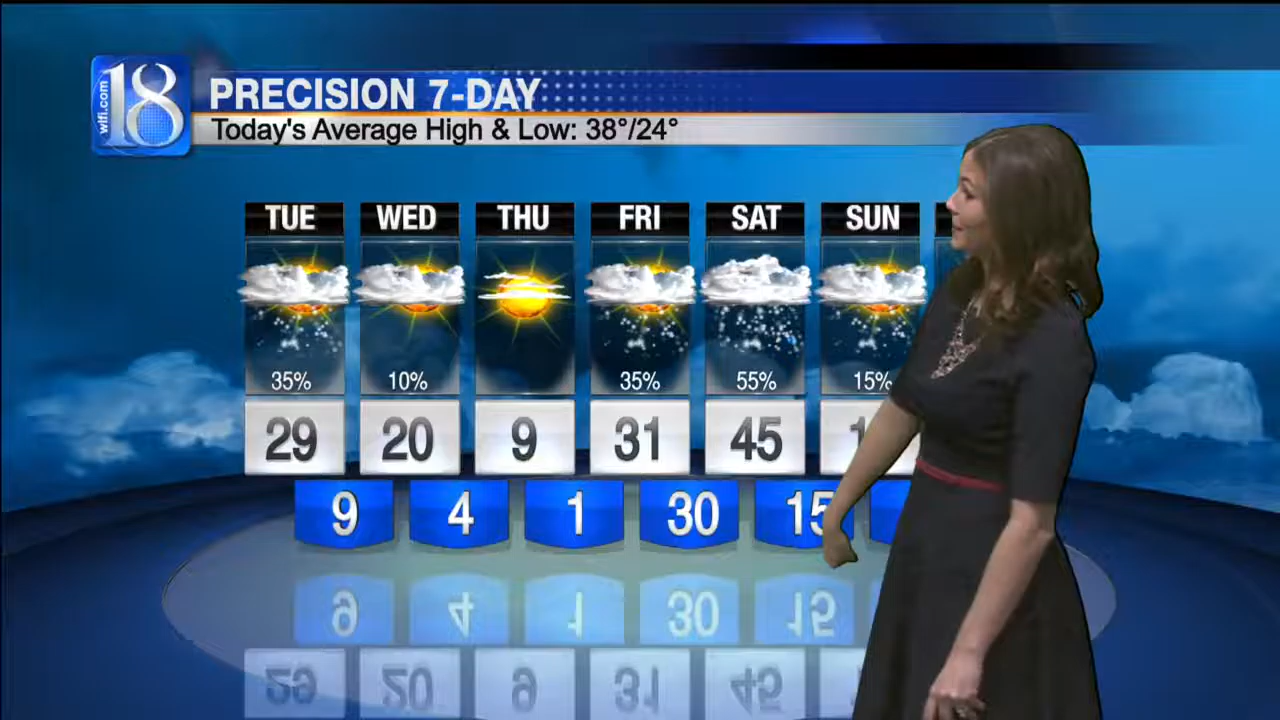 wlfi.com
18
PRECISION 7-DAY
Today's Average High & Low: 38°/24°
TUE WED THU FRI SAT SUN
35% 10% 35% 55% 15%
29 20 9 31 45
9 4 1 30 15